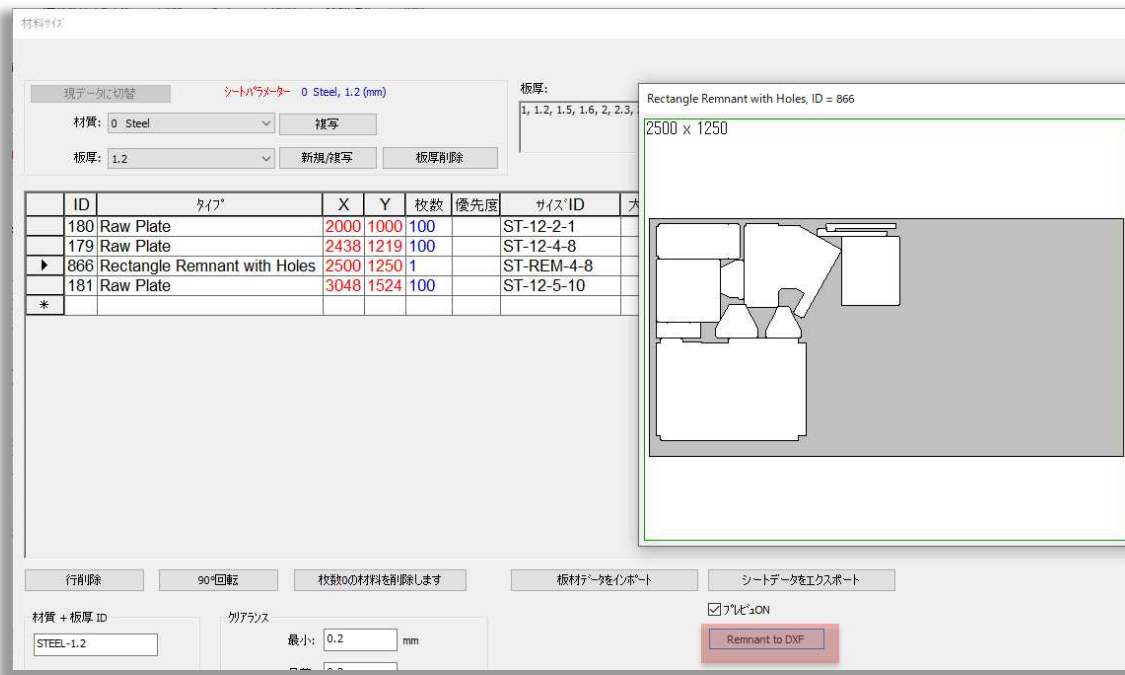 材料ｻｲｽﾞ
現ﾃﾞｰﾀに切替
ｼｰﾄﾊﾟﾗﾒｰﾀｰ 0 Steel, 1.2 (mm)
材質: 0 Steel
複写
板厚: 1.2
新規/複写
板厚削除
板厚:
1, 1.2, 1.5, 1.6, 2, 2.3,
ID ﾀｲﾌﾟ X Y 枚数 優先度 ｻｲｽﾞID
180 Raw Plate 2000 1000 100 ST-12-2-1
179 Raw Plate 2438 1219 100 ST-12-4-8
866 Rectangle Remnant with Holes 2500 1250 1 ST-REM-4-8
181 Raw Plate 3048 1524 100 ST-12-5-10
*
Rectangle Remnant with Holes, ID = 866
2500 x 1250
行削除
90°回転
枚数0の材料を削除します
板材ﾃﾞｰﾀをｲﾝﾎﾟｰﾄ
ｼｰﾄﾃﾞｰﾀをｴｸｽﾎﾟｰﾄ
ﾌﾟﾚﾋﾞｭON
Remnant to DXF
材質 + 板厚 ID
STEEL-1.2
ｸﾘｱﾗﾝｽ
最小: 0.2 mm